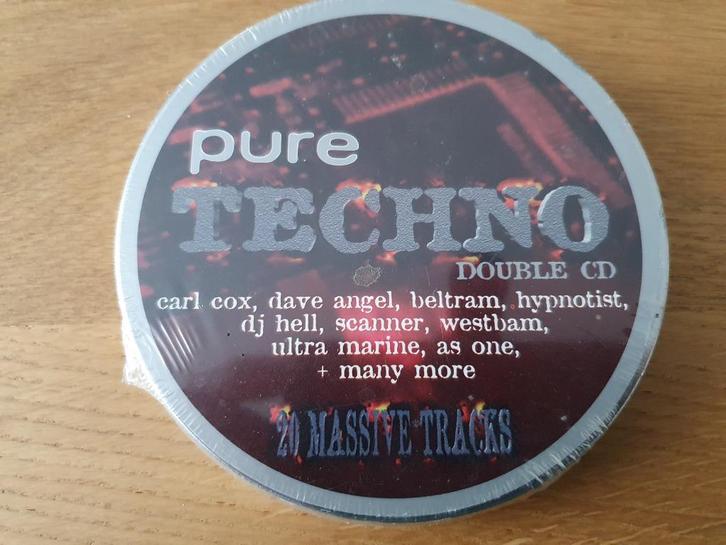 pure
TECHNO
DOUBLE CD
carl cox, dave angel, beltram, hypnotist,
dj hell, scanner, westbam,
ultra marine, as one,
+ many more
20 MASSIVE TRACKS